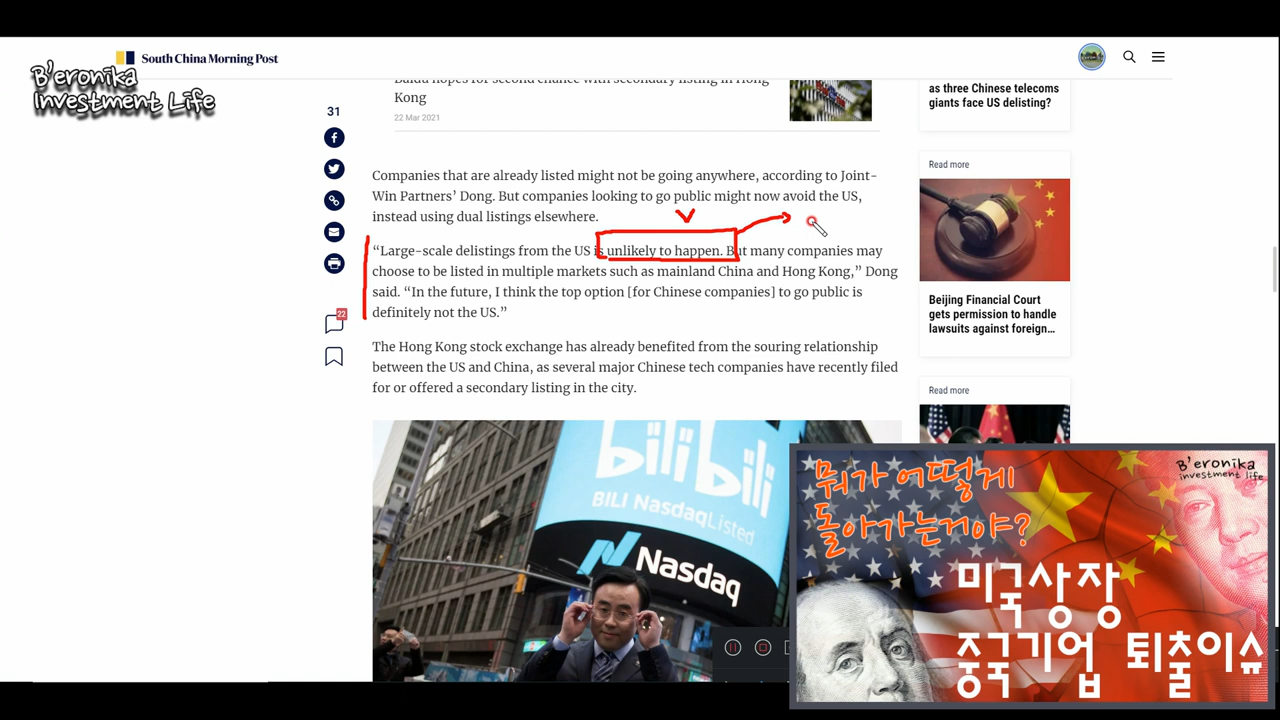 B'eronika
Investment Life
South China Morning Post
31
Baidu hopes for second chance with secondary listing in Hong
Kong
22 Mar 2021
Companies that are already listed might not be going anywhere, according to Joint-
Win Partners’ Dong. But companies looking to go public might now avoid the US,
instead using dual listings elsewhere.
“Large-scale delistings from the US is unlikely to happen. But many companies may
choose to be listed in multiple markets such as mainland China and Hong Kong,” Dong
said. “In the future, I think the top option [for Chinese companies] to go public is
definitely not the US.”
22
The Hong Kong stock exchange has already benefited from the souring relationship
between the US and China, as several major Chinese tech companies have recently filed
for or offered a secondary listing in the city.
bilibili
BILI NasdaqListed
Nasdaq
as three Chinese telecoms
giants face US delisting?
Read more
Beijing Financial Court
gets permission to handle
lawsuits against foreign…
Read more
B'eronika
investment life
뭐가 어떻게
돌아가는거야?
미국상장
중국기업 퇴출이슈